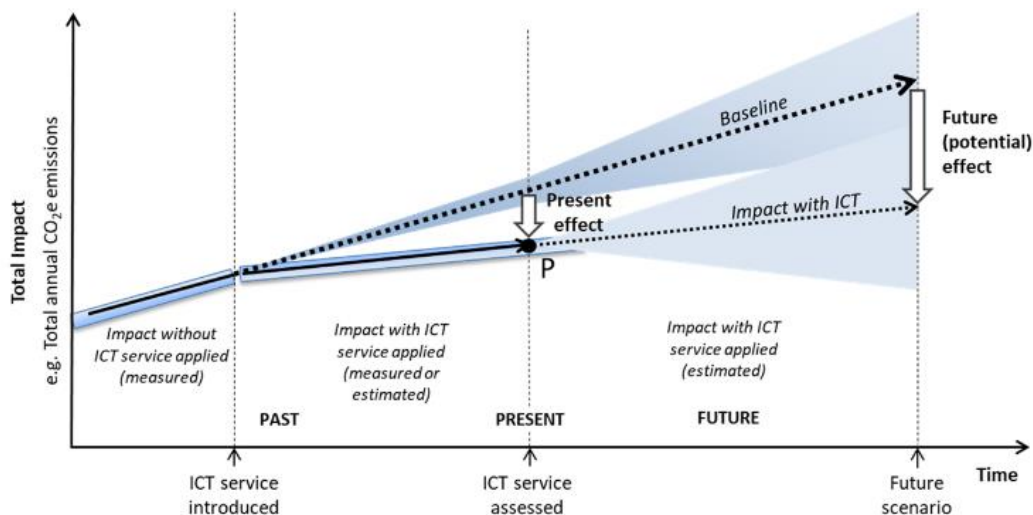 Total Impact
e.g. Total annual CO₂e emissions
Baseline
Future
(potential)
effect
Present
effect
Impact with ICT
P
Impact without
ICT service applied
(measured)
Impact with ICT
service applied
(measured or
estimated)
Impact with ICT
service applied
(estimated)
PAST
PRESENT
FUTURE
Time
ICT service
introduced
ICT service
assessed
Future
scenario